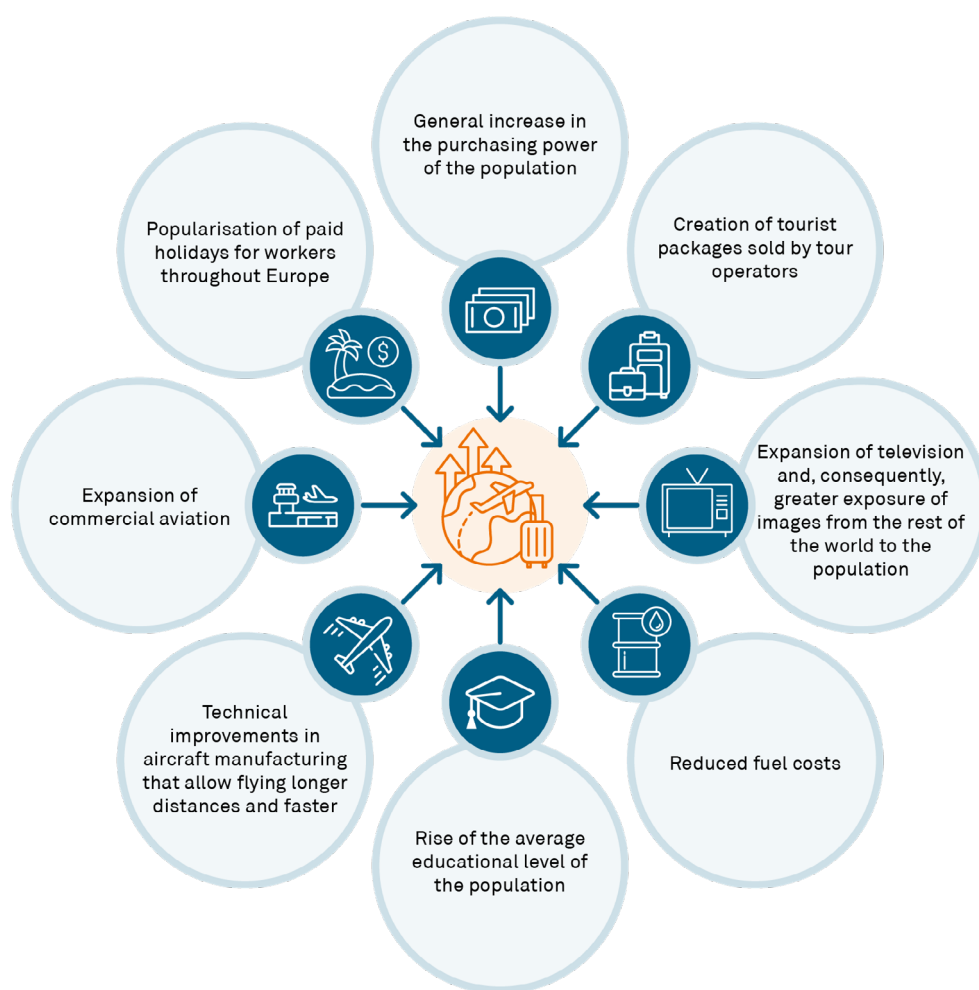 General increase in
the purchasing power
of the population
Creation of tourist
packages sold by tour
operators
Expansion of television
and, consequently,
greater exposure of
images from the rest of
the world to the
population
Reduced fuel costs
Rise of the average
educational level of
the population
Technical
improvements in
aircraft manufacturing
that allow flying longer
distances and faster
Expansion of
commercial aviation
Popularisation of paid
holidays for workers
throughout Europe
$